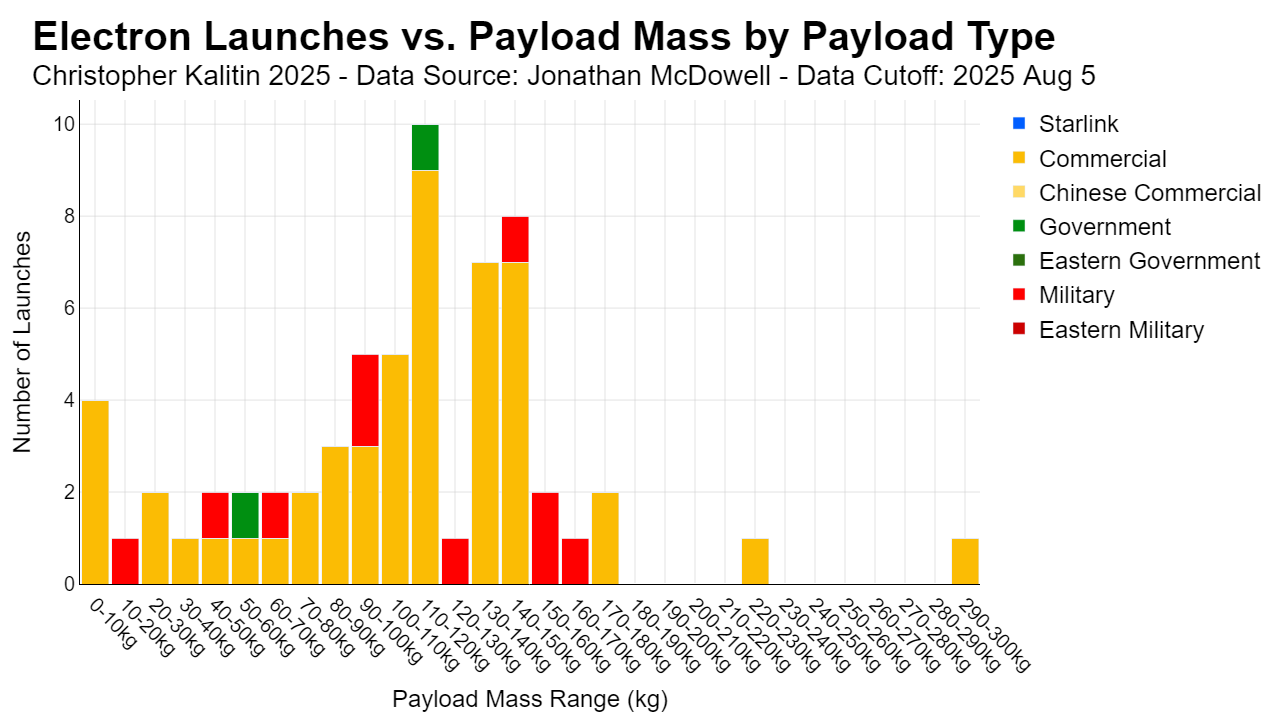 Electron Launches vs. Payload Mass by Payload Type
Christopher Kalitin 2025 - Data Source: Jonathan McDowell - Data Cutoff: 2025 Aug 5
Number of Launches
10
8
6
4
2
0
0-10kg
10-20kg
20-30kg
30-40kg
40-50kg
50-60kg
60-70kg
70-80kg
80-90kg
90-100kg
100-110kg
110-120kg
120-130kg
130-140kg
140-150kg
150-160kg
160-170kg
170-180kg
180-190kg
190-200kg
200-210kg
210-220kg
220-230kg
230-240kg
240-250kg
250-260kg
260-270kg
270-280kg
280-290kg
290-300kg
Payload Mass Range (kg)
Starlink
Commercial
Chinese Commercial
Government
Eastern Government
Military
Eastern Military